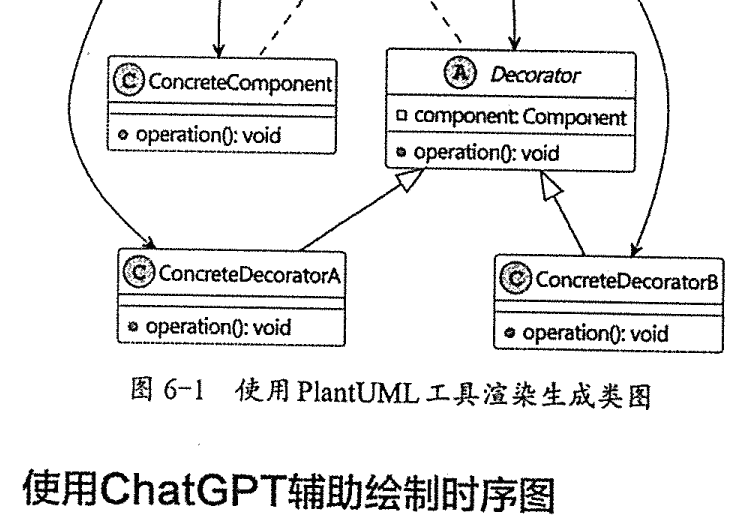 C ConcreteComponent
operation(): void
A Decorator
component: Component
operation(): void
C ConcreteDecoratorA
operation(): void
C ConcreteDecoratorB
operation(): void
图 6-1 使用 PlantUML 工具渲染生成类图
使用ChatGPT辅助绘制时序图